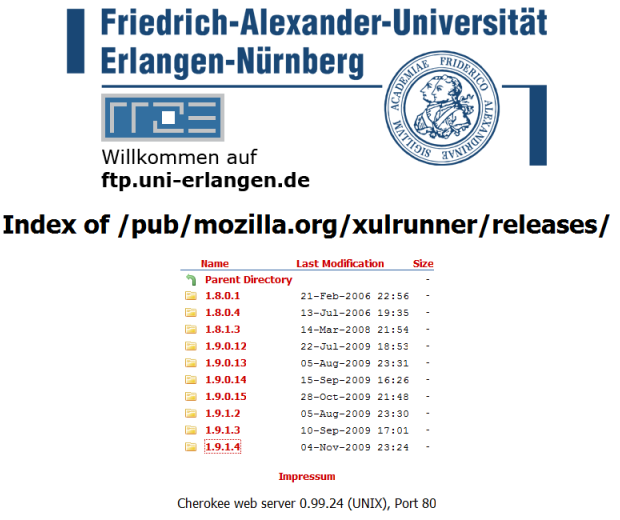 Friedrich-Alexander-Universität
Erlangen-Nürnberg
SIGILLVM ACADEMIAE FRIDERICO ALEXANDRINAE
rrze
Willkommen auf
ftp.uni-erlangen.de
Index of /pub/mozilla.org/xulrunner/releases/
Name Last Modification Size
Parent Directory -
1.8.0.1 21-Feb-2006 22:56 -
1.8.0.4 13-Jul-2006 19:35 -
1.8.1.3 14-Mar-2008 21:54 -
1.9.0.12 22-Jul-2009 18:53 -
1.9.0.13 05-Aug-2009 23:31 -
1.9.0.14 15-Sep-2009 16:26 -
1.9.0.15 28-Oct-2009 21:48 -
1.9.1.2 05-Aug-2009 23:30 -
1.9.1.3 10-Sep-2009 17:01 -
1.9.1.4 04-Nov-2009 23:24 -
Impressum
Cherokee web server 0.99.24 (UNIX), Port 80